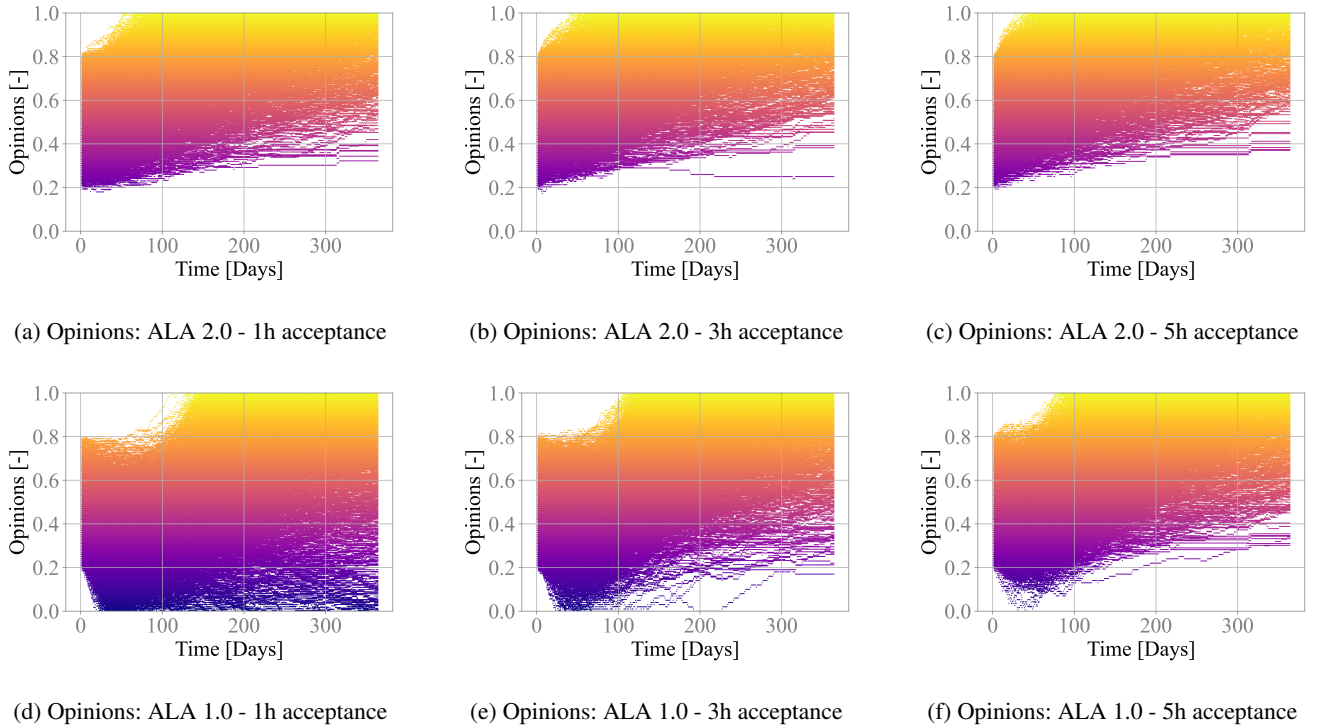 1.0
0.8
0.6
0.4
0.2
0.0
Opinions [-]
0 100 200 300
Time [Days]
(a) Opinions: ALA 2.0 - 1h acceptance
1.0
0.8
0.6
0.4
0.2
0.0
Opinions [-]
0 100 200 300
Time [Days]
(b) Opinions: ALA 2.0 - 3h acceptance
1.0
0.8
0.6
0.4
0.2
0.0
Opinions [-]
0 100 200 300
Time [Days]
(c) Opinions: ALA 2.0 - 5h acceptance
1.0
0.8
0.6
0.4
0.2
0.0
Opinions [-]
0 100 200 300
Time [Days]
(d) Opinions: ALA 1.0 - 1h acceptance
1.0
0.8
0.6
0.4
0.2
0.0
Opinions [-]
0 100 200 300
Time [Days]
(e) Opinions: ALA 1.0 - 3h acceptance
1.0
0.8
0.6
0.4
0.2
0.0
Opinions [-]
0 100 200 300
Time [Days]
(f) Opinions: ALA 1.0 - 5h acceptance